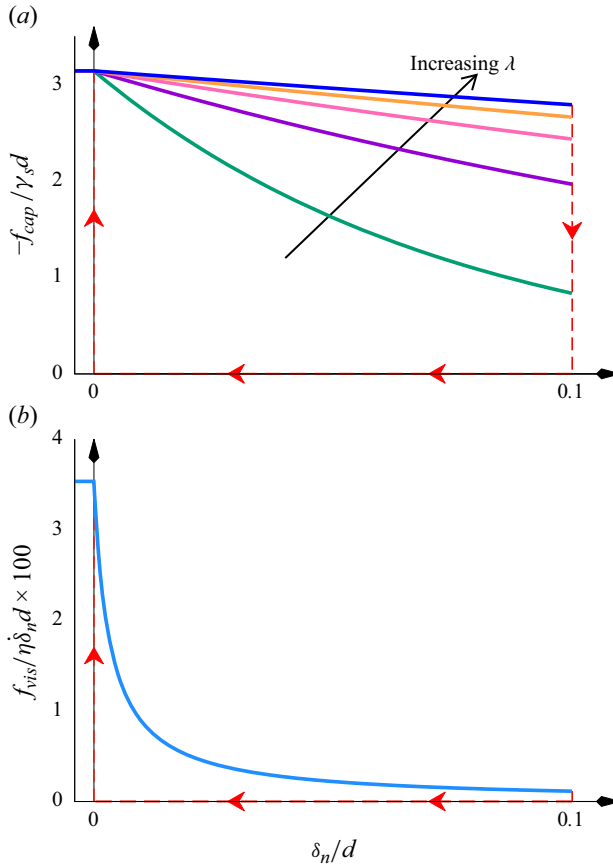 (a)
Increasing λ
3
2
1
0
−f_cap/γ_s d
0
0.1
(b)
4
3
2
1
0
f_vis/ηδ̇_n d × 100
0
0.1
δ_n/d